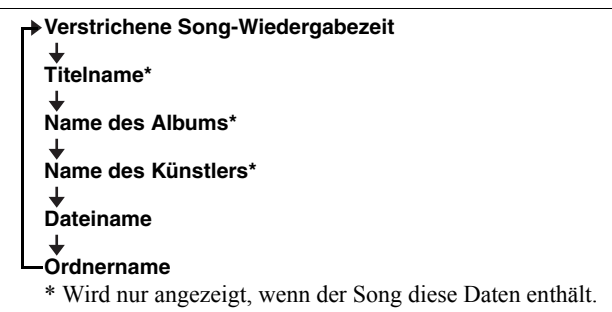 Verstrichene Song-Wiedergabezeit
Titelname*
Name des Albums*
Name des Künstlers*
Dateiname
Ordnername
* Wird nur angezeigt, wenn der Song diese Daten enthält.